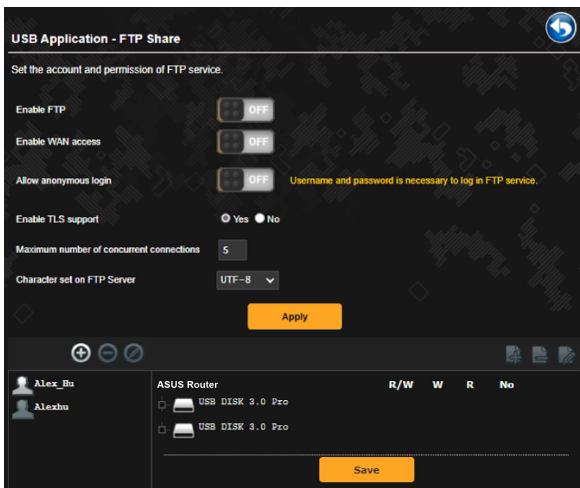 USB Application - FTP Share
Set the account and permission of FTP service.
Enable FTP OFF
Enable WAN access OFF
Allow anonymous login OFF Username and password is necessary to log in FTP service.
Enable TLS support Yes No
Maximum number of concurrent connections 5
Character set on FTP Server UTF-8
Apply
Alex_Hu
Alexhu
ASUS Router R/W W R No
USB DISK 3.0 Pro
USB DISK 3.0 Pro
Save